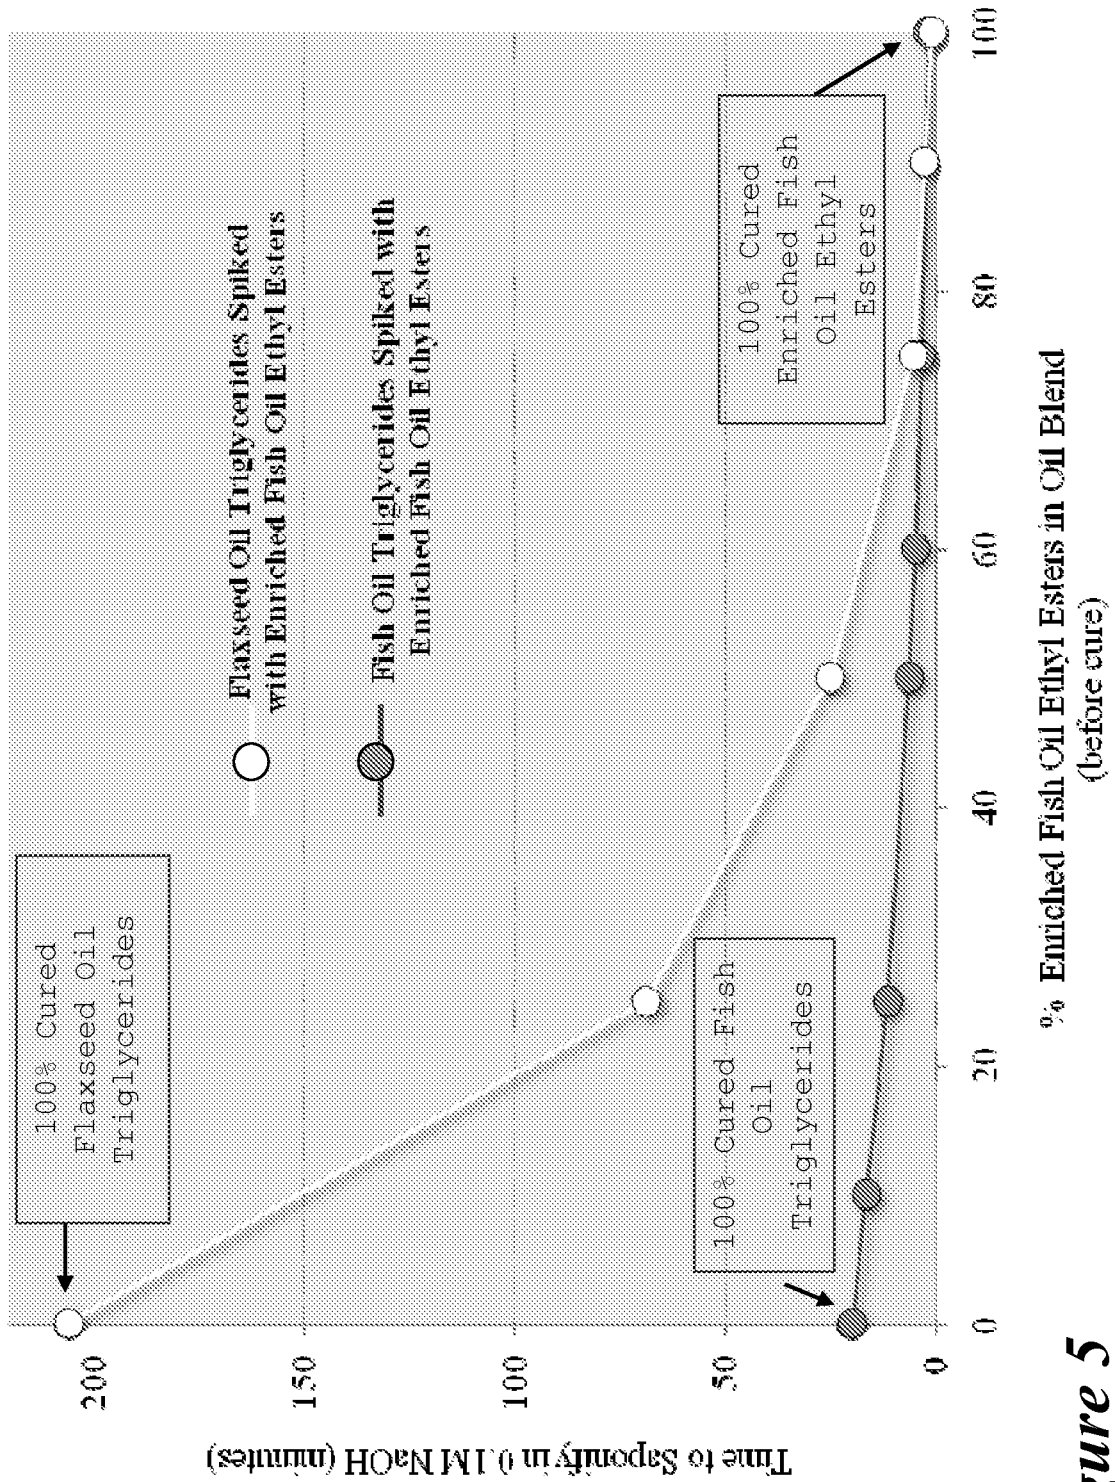 Time to Saponify in 0.1M NaOH (minutes)
200
150
100
50
0
100% Cured
Flaxseed Oil
Triglycerides
Flaxseed Oil Triglycerides Spiked
with Enriched Fish Oil Ethyl Esters
Fish Oil Triglycerides Spiked with
Enriched Fish Oil Ethyl Esters
100% Cured Fish
Oil
Triglycerides
100% Cured
Enriched Fish
Oil Ethyl
Esters
0
20
40
60
80
100
% Enriched Fish Oil Ethyl Esters in Oil Blend
(before cure)
gure 5